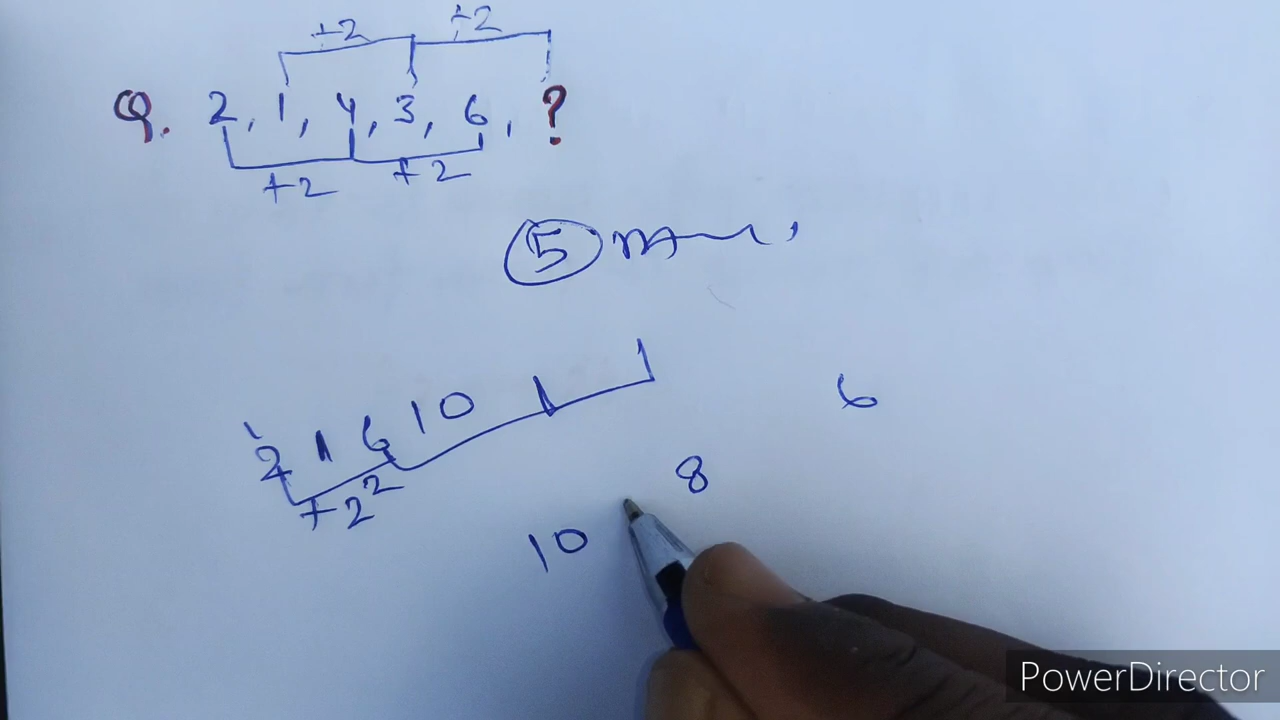 +2 +2
Q. 2, 1, 4, 3, 6, ?
+2 +2
5
2 1 6 10
+2²
6
8
10
PowerDirector